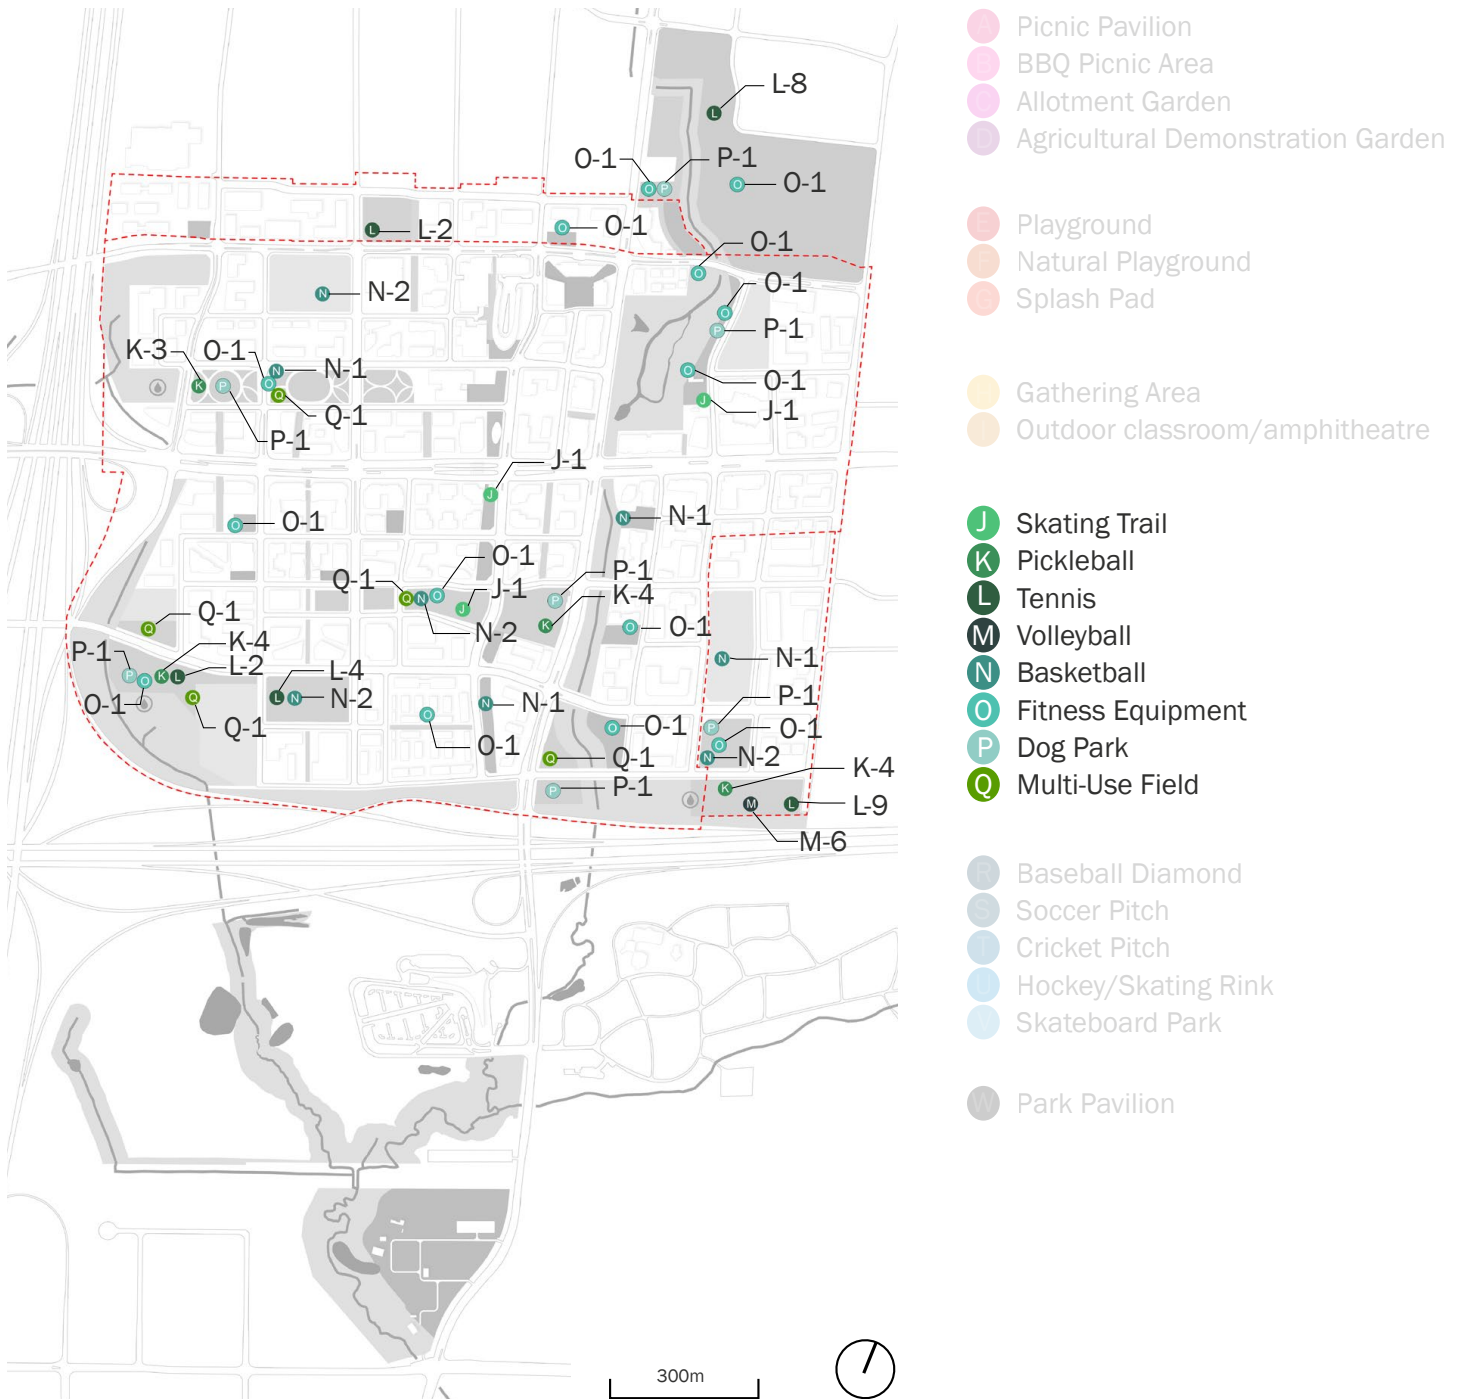 L-8
O-1
P-1
O-1
L-2
O-1
O-1
N-2
O-1
P-1
K-3
O-1
N-1
O-1
J-1
Q-1
P-1
J-1
O-1
N-1
O-1
Q-1
J-1
P-1
K-4
N-2
O-1
Q-1
K-4
P-1
L-2
L-4
N-1
O-1
N-2
N-1
P-1
Q-1
O-1
O-1
O-1
Q-1
N-2
P-1
K-4
L-9
M-6
300m
A Picnic Pavilion
B BBQ Picnic Area
C Allotment Garden
D Agricultural Demonstration Garden
E Playground
F Natural Playground
G Splash Pad
Gathering Area
I Outdoor classroom/amphitheatre
J Skating Trail
K Pickleball
L Tennis
M Volleyball
N Basketball
O Fitness Equipment
P Dog Park
Q Multi-Use Field
R Baseball Diamond
S Soccer Pitch
T Cricket Pitch
U Hockey/Skating Rink
V Skateboard Park
W Park Pavilion